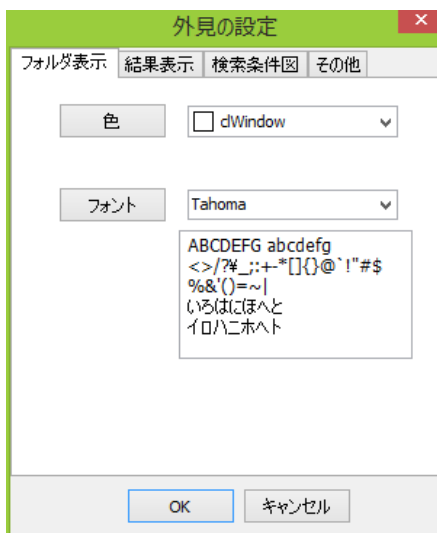 外見の設定
フォルダ表示 結果表示 検索条件図 その他
色 clWindow
フォント Tahoma
ABCDEFG abcdefg
<>/?¥_;:+-*[]{}@`!"#$
%&'()=~|
いろはにほへと
イロハニホヘト
OK キャンセル